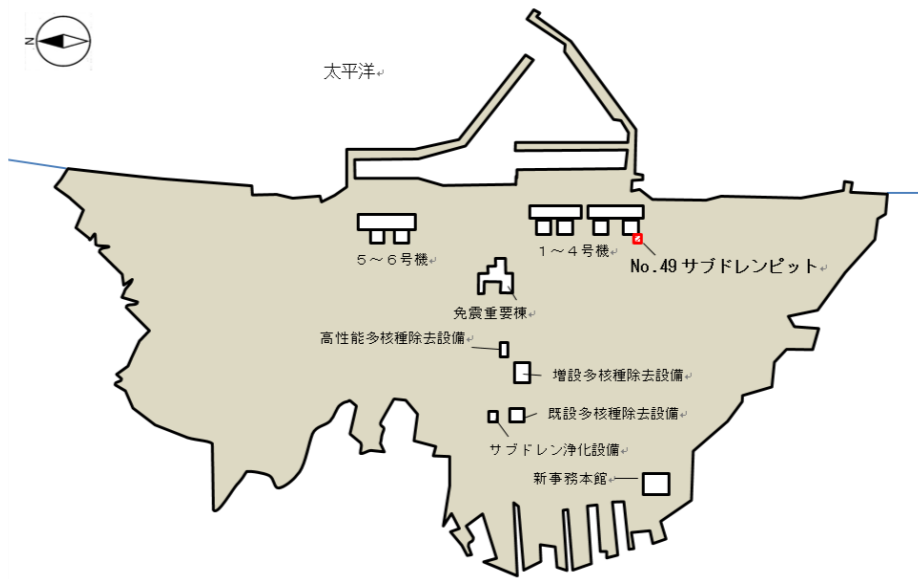 N
太平洋
5～6号機
1～4号機
No.49 サブドレンピット
免震重要棟
高性能多核種除去設備
増設多核種除去設備
既設多核種除去設備
サブドレン浄化設備
新事務本館